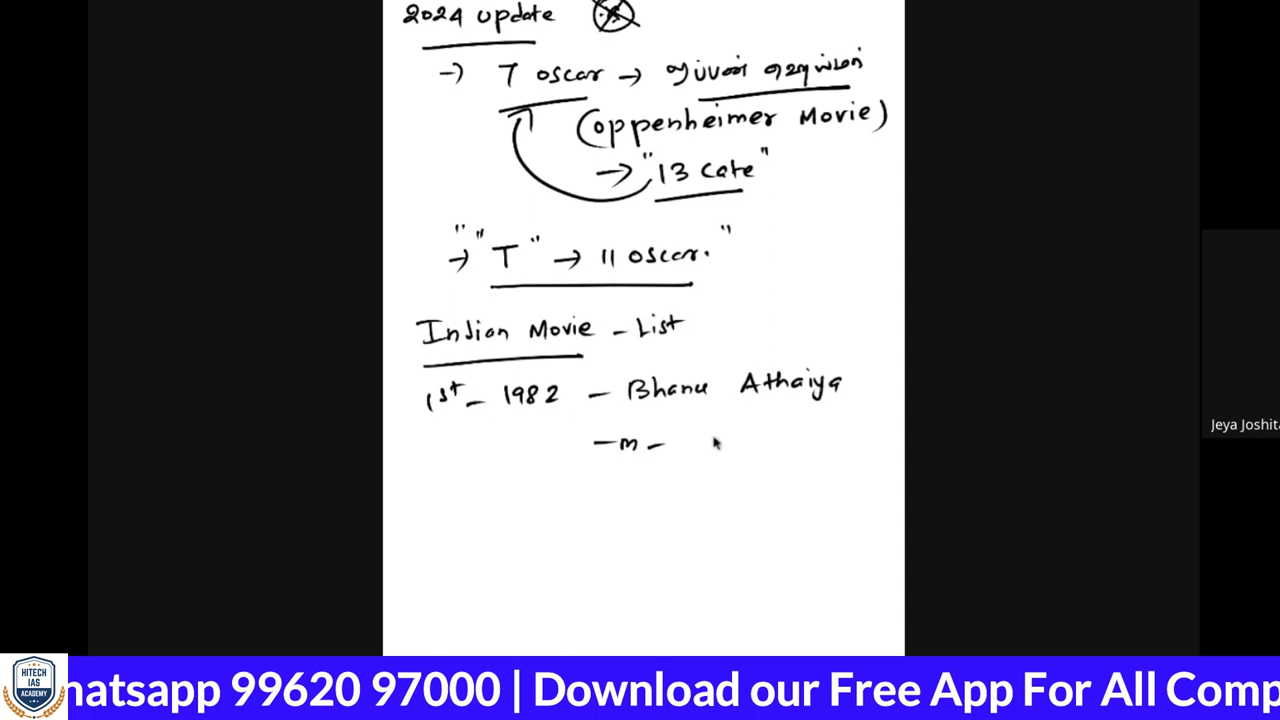 2024 update
→ 7 oscar → ஓப்பன் ஹெய்மர்
(oppenheimer Movie)
→ "13 Cate"
→ "T" → 11 oscar.
Indian Movie - List
1st - 1982 - Bhanu Athaiya
- m -
Jeya Joshit
HITECH
IAS
ACADEMY
hatsapp 99620 97000 | Download our Free App For All Comp